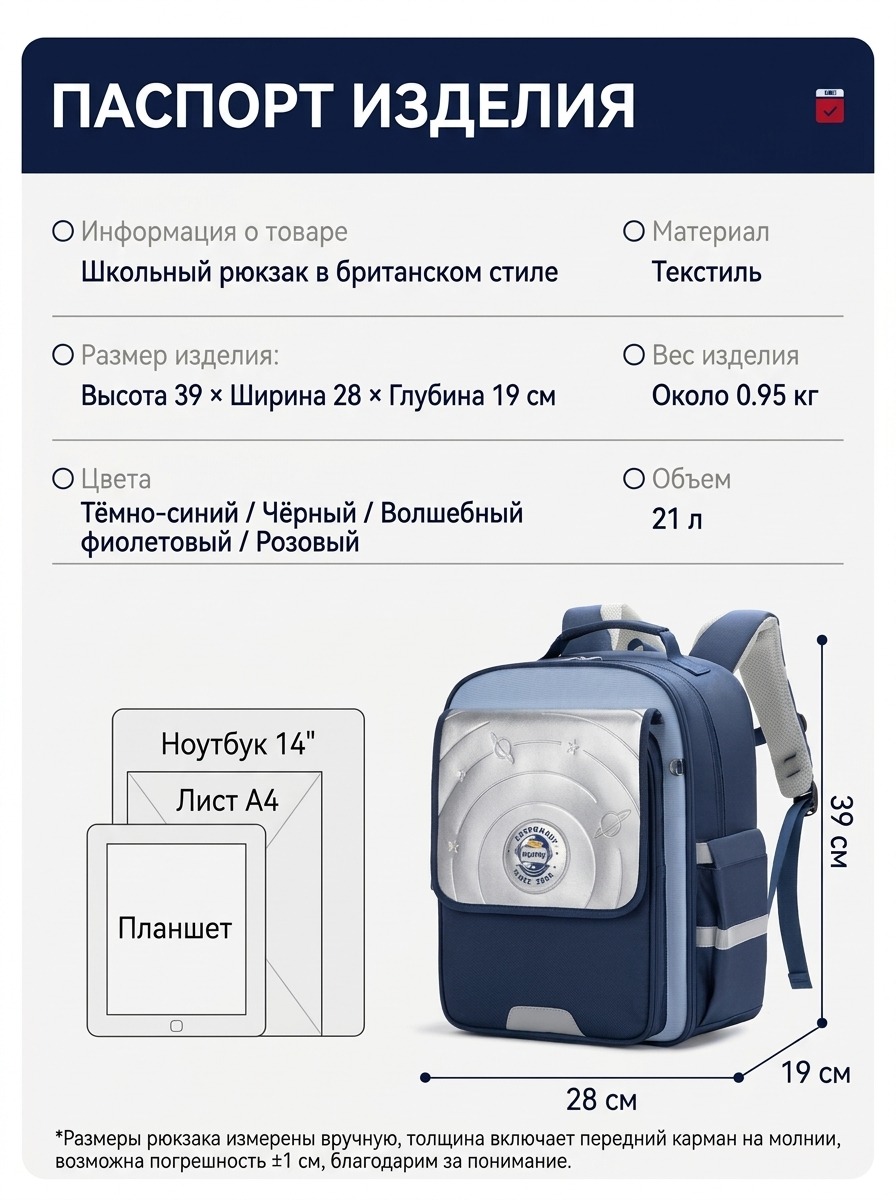 ПАСПОРТ ИЗДЕЛИЯ
Информация о товаре
Школьный рюкзак в британском стиле
Материал
Текстиль
Размер изделия:
Высота 39 × Ширина 28 × Глубина 19 см
Вес изделия
Около 0.95 кг
Цвета
Тёмно-синий / Чёрный / Волшебный
фиолетовый / Розовый
Объем
21 л
Ноутбук 14"
Лист А4
Планшет
39 см
19 см
28 см
*Размеры рюкзака измерены вручную, толщина включает передний карман на молнии,
возможна погрешность ±1 см, благодарим за понимание.